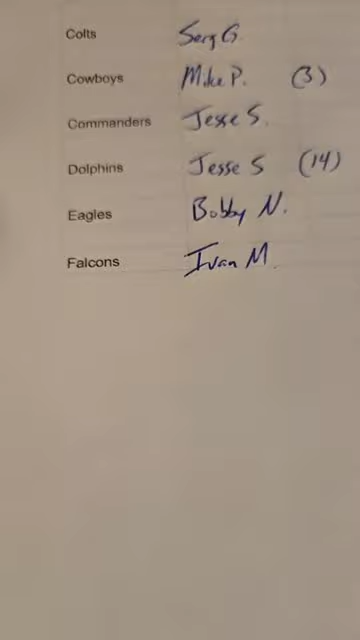 Colts Serg G.
Cowboys Mike P. (3)
Commanders Jesse S.
Dolphins Jesse S (14)
Eagles Bobby N.
Falcons Ivan M.